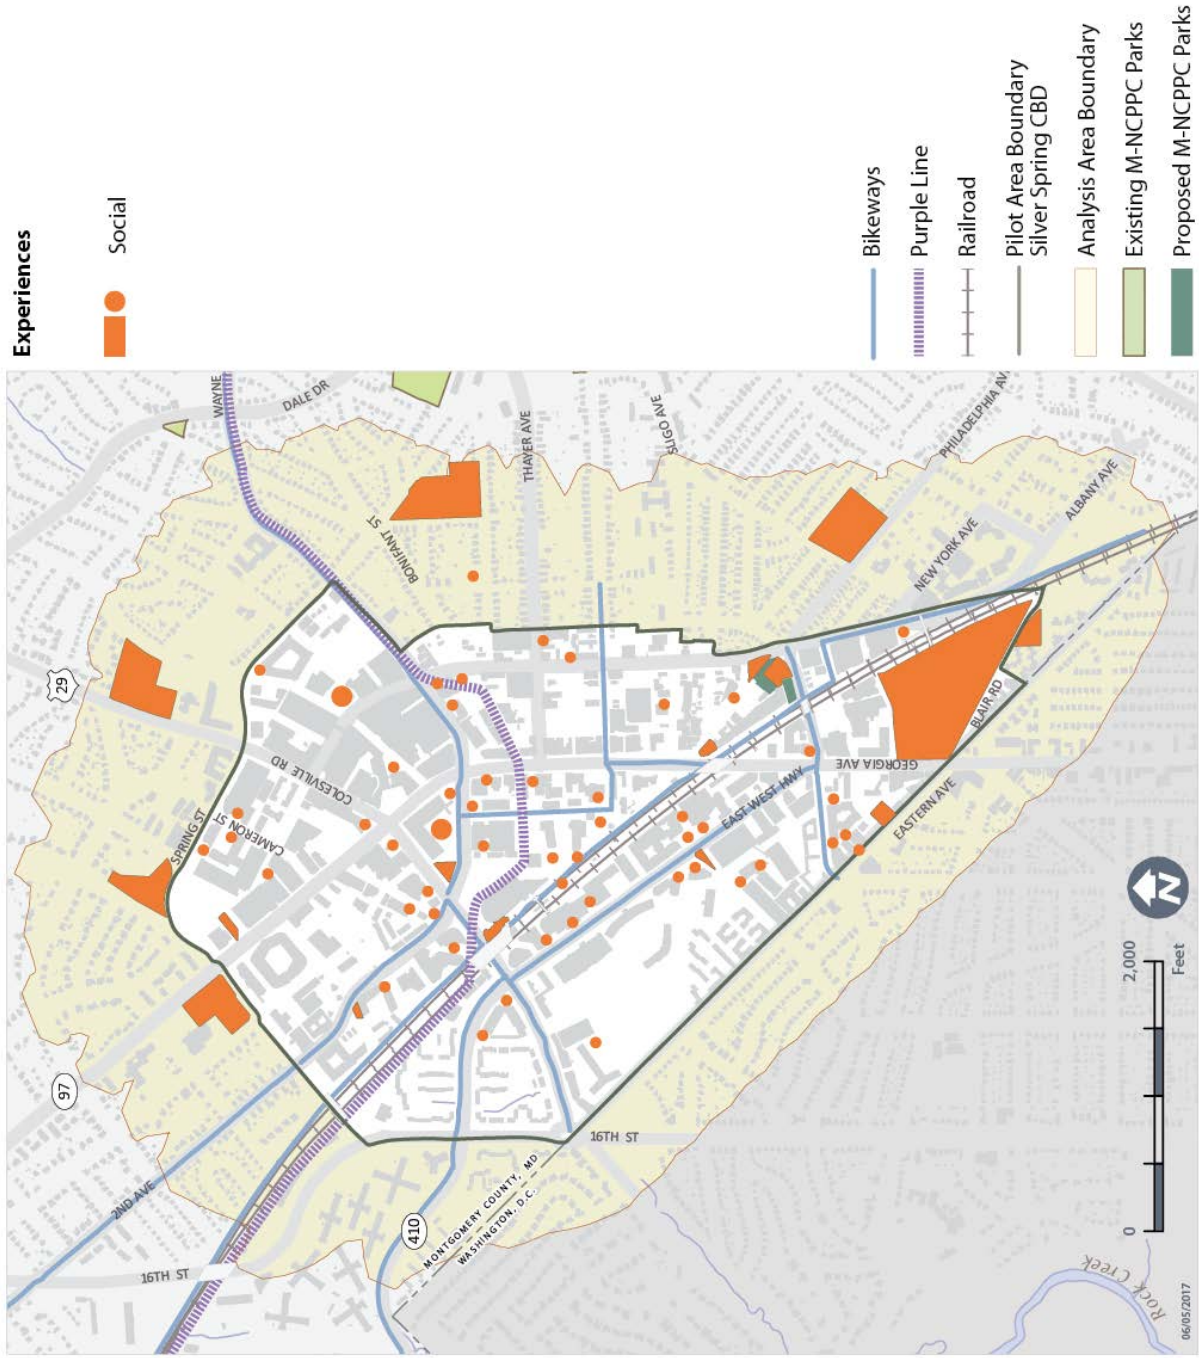 Experiences
Social
Bikeways
Purple Line
Railroad
Pilot Area Boundary
Silver Spring CBD
Analysis Area Boundary
Existing M-NCPPC Parks
Proposed M-NCPPC Parks
WAYNE
DALE DR
29
BONIFANT ST
THAYER AVE
SLIGO AVE
PHILADELPHIA AV
NEW YORK AVE
ALBANY AVE
COLESVILLE RD
SPRING ST
CAMERON ST
GEORGIA AVE
BLAIR RD
EAST WEST HWY
EASTERN AVE
97
2ND AVE
16TH ST
16TH ST
410
MONTGOMERY COUNTY, MD
WASHINGTON, D.C.
N
0
2,000
Feet
Rock Creek
06/05/2017